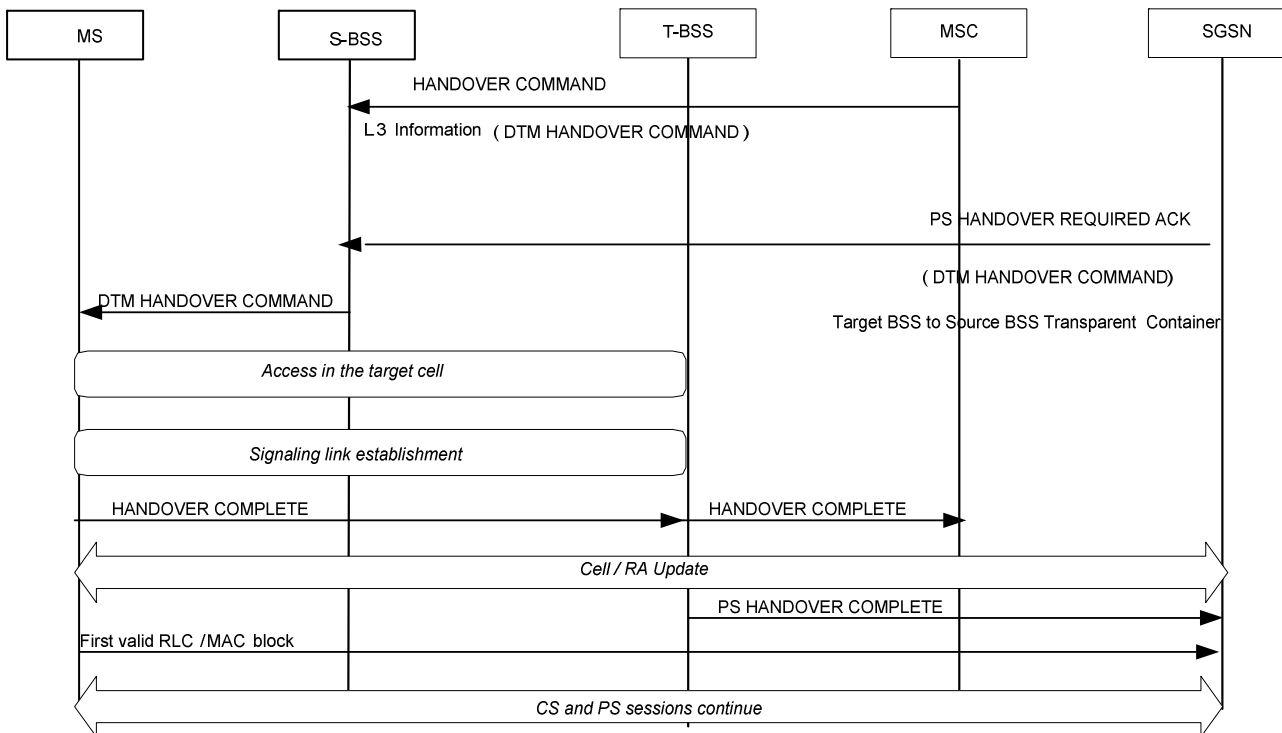 MS
S-BSS
T-BSS
MSC
SGSN
HANDOVER COMMAND
L3 Information ( DTM HANDOVER COMMAND )
PS HANDOVER REQUIRED ACK
( DTM HANDOVER COMMAND)
DTM HANDOVER COMMAND
Target BSS to Source BSS Transparent Container
Access in the target cell
Signaling link establishment
HANDOVER COMPLETE
HANDOVER COMPLETE
Cell / RA Update
PS HANDOVER COMPLETE
First valid RLC /MAC block
CS and PS sessions continue